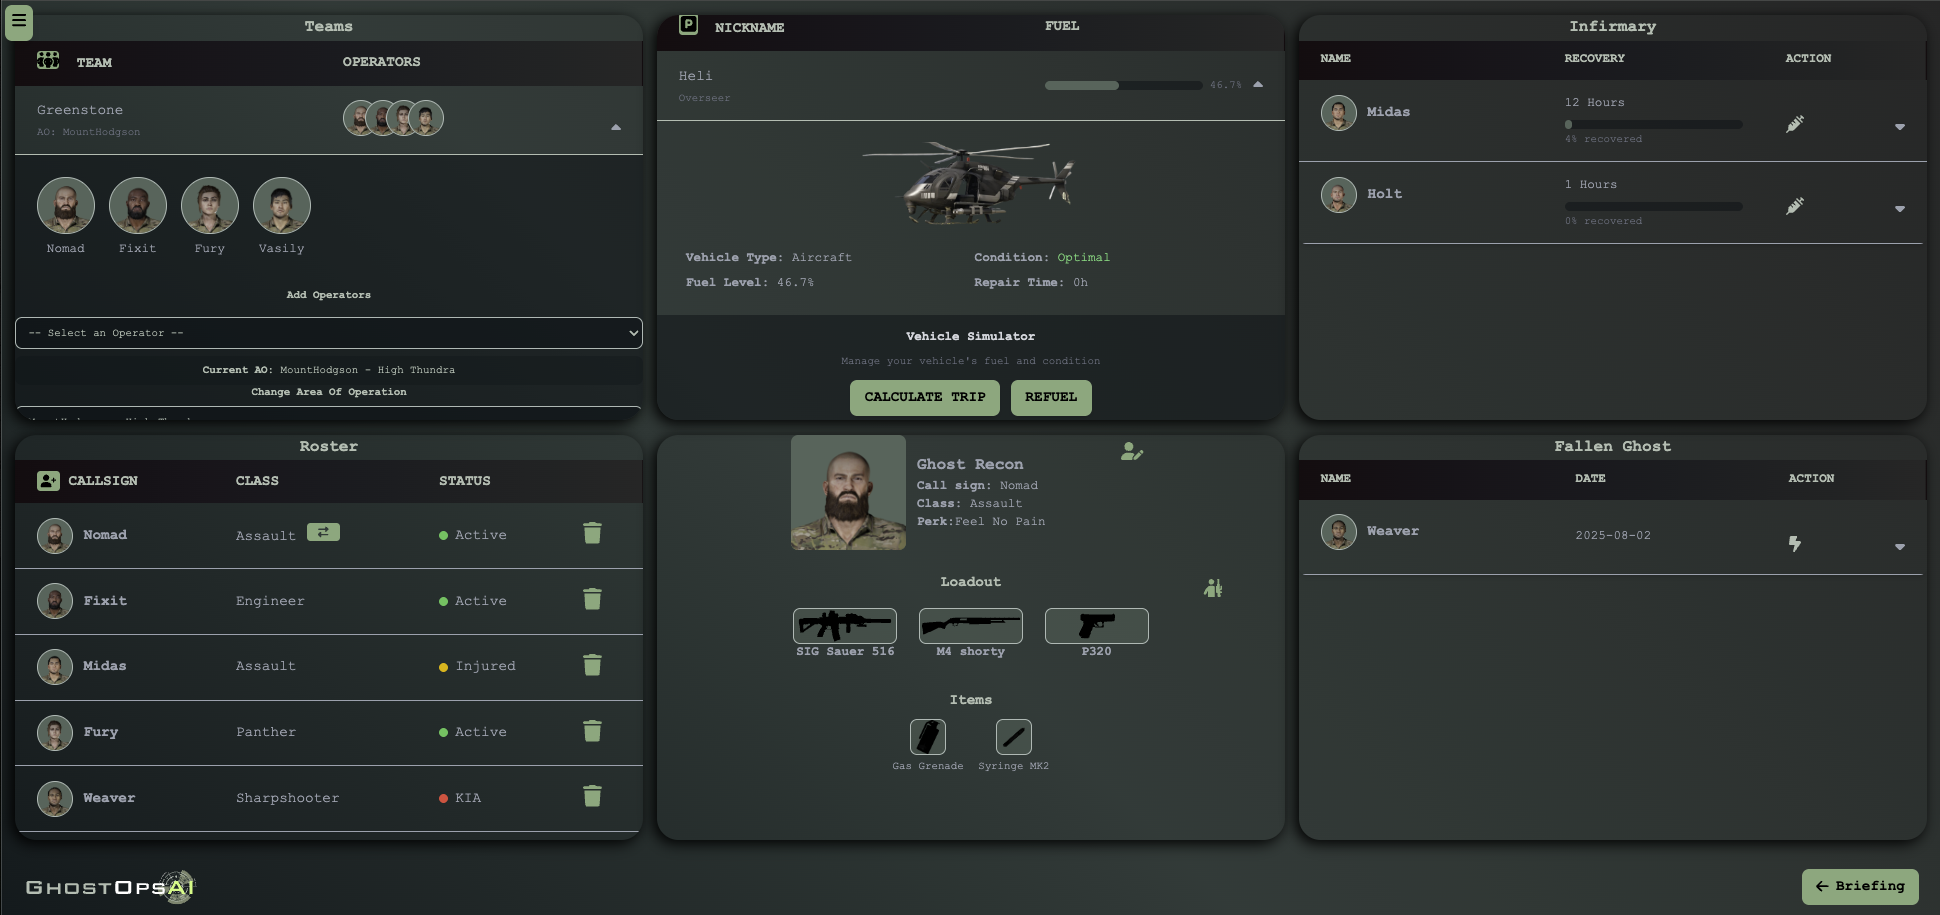 Teams
TEAM OPERATORS
Greenstone
AO: MountHodgson
Nomad Fixit Fury Vasily
Add Operators
-- Select an Operator --
Current AO: MountHodgson - High Thundra
Change Area Of Operation
P NICKNAME FUEL
Heli
Overseer
46.7%
Vehicle Type: Aircraft Condition: Optimal
Fuel Level: 46.7% Repair Time: 0h
Vehicle Simulator
Manage your vehicle's fuel and condition
CALCULATE TRIP REFUEL
Infirmary
NAME RECOVERY ACTION
Midas 12 Hours
4% recovered
Holt 1 Hours
0% recovered
Roster
CALLSIGN CLASS STATUS
Nomad Assault Active
Fixit Engineer Active
Midas Assault Injured
Fury Panther Active
Weaver Sharpshooter KIA
Ghost Recon
Call sign: Nomad
Class: Assault
Perk:Feel No Pain
Loadout
SIG Sauer 516 M4 shorty P320
Items
Gas Grenade Syringe MK2
Fallen Ghost
NAME DATE ACTION
Weaver 2025-08-02
GHOSTOPSAI
← Briefing